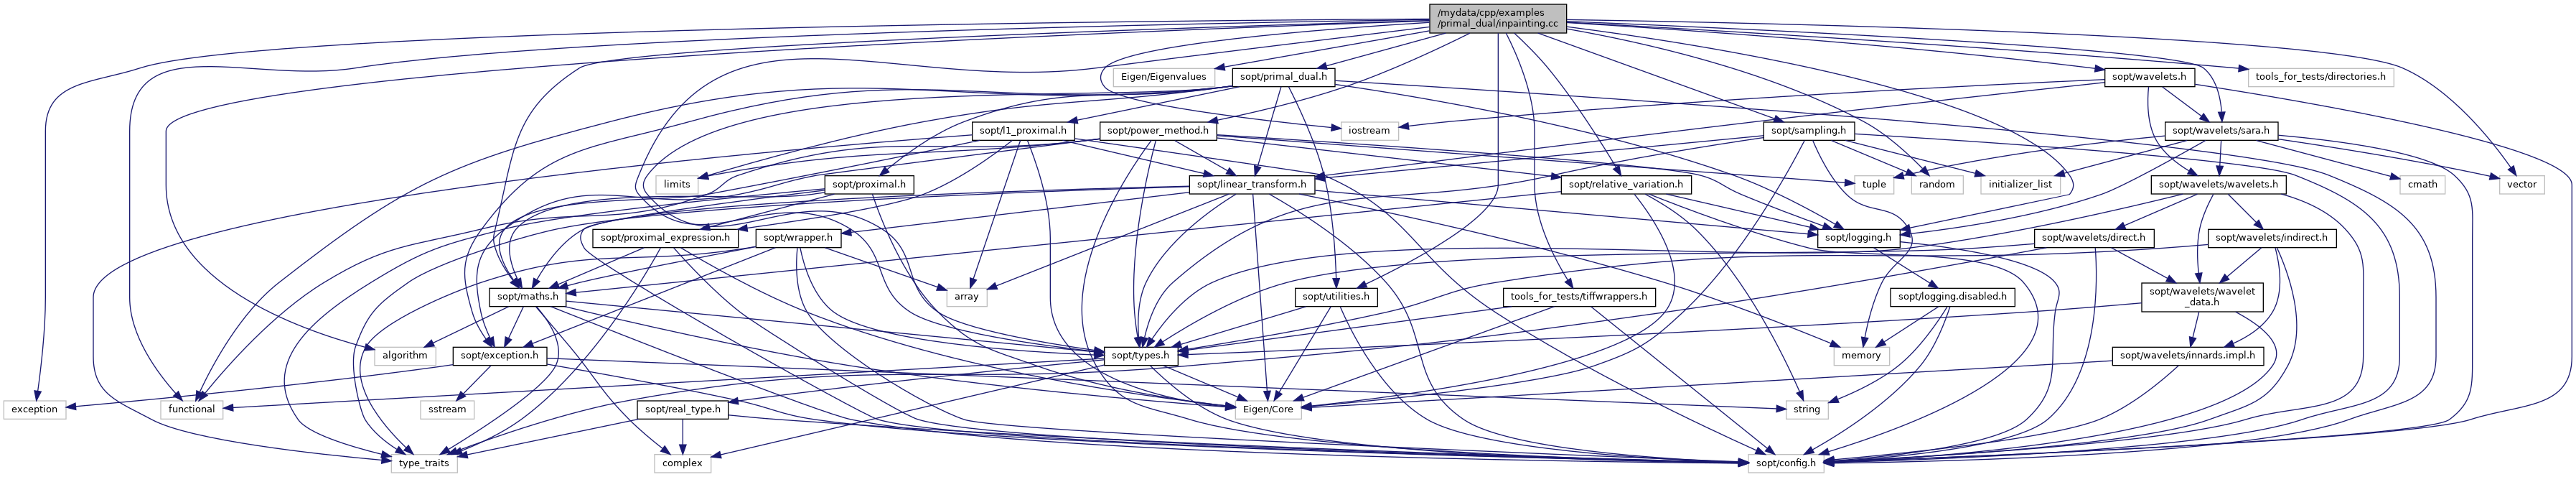 /mydata/cpp/examples
/primal_dual/inpainting.cc
Eigen/Eigenvalues
sopt/primal_dual.h
sopt/wavelets.h
tools_for_tests/directories.h
sopt/l1_proximal.h
sopt/power_method.h
iostream
sopt/sampling.h
sopt/wavelets/sara.h
limits
sopt/proximal.h
sopt/linear_transform.h
sopt/relative_variation.h
tuple
random
initializer_list
sopt/wavelets/wavelets.h
cmath
vector
sopt/proximal_expression.h
sopt/wrapper.h
sopt/logging.h
sopt/wavelets/direct.h
sopt/wavelets/indirect.h
sopt/maths.h
array
sopt/utilities.h
tools_for_tests/tiffwrappers.h
sopt/logging.disabled.h
sopt/wavelets/wavelet
_data.h
algorithm
sopt/exception.h
sopt/types.h
memory
sopt/wavelets/innards.impl.h
exception
functional
sstream
sopt/real_type.h
Eigen/Core
string
type_traits
complex
sopt/config.h